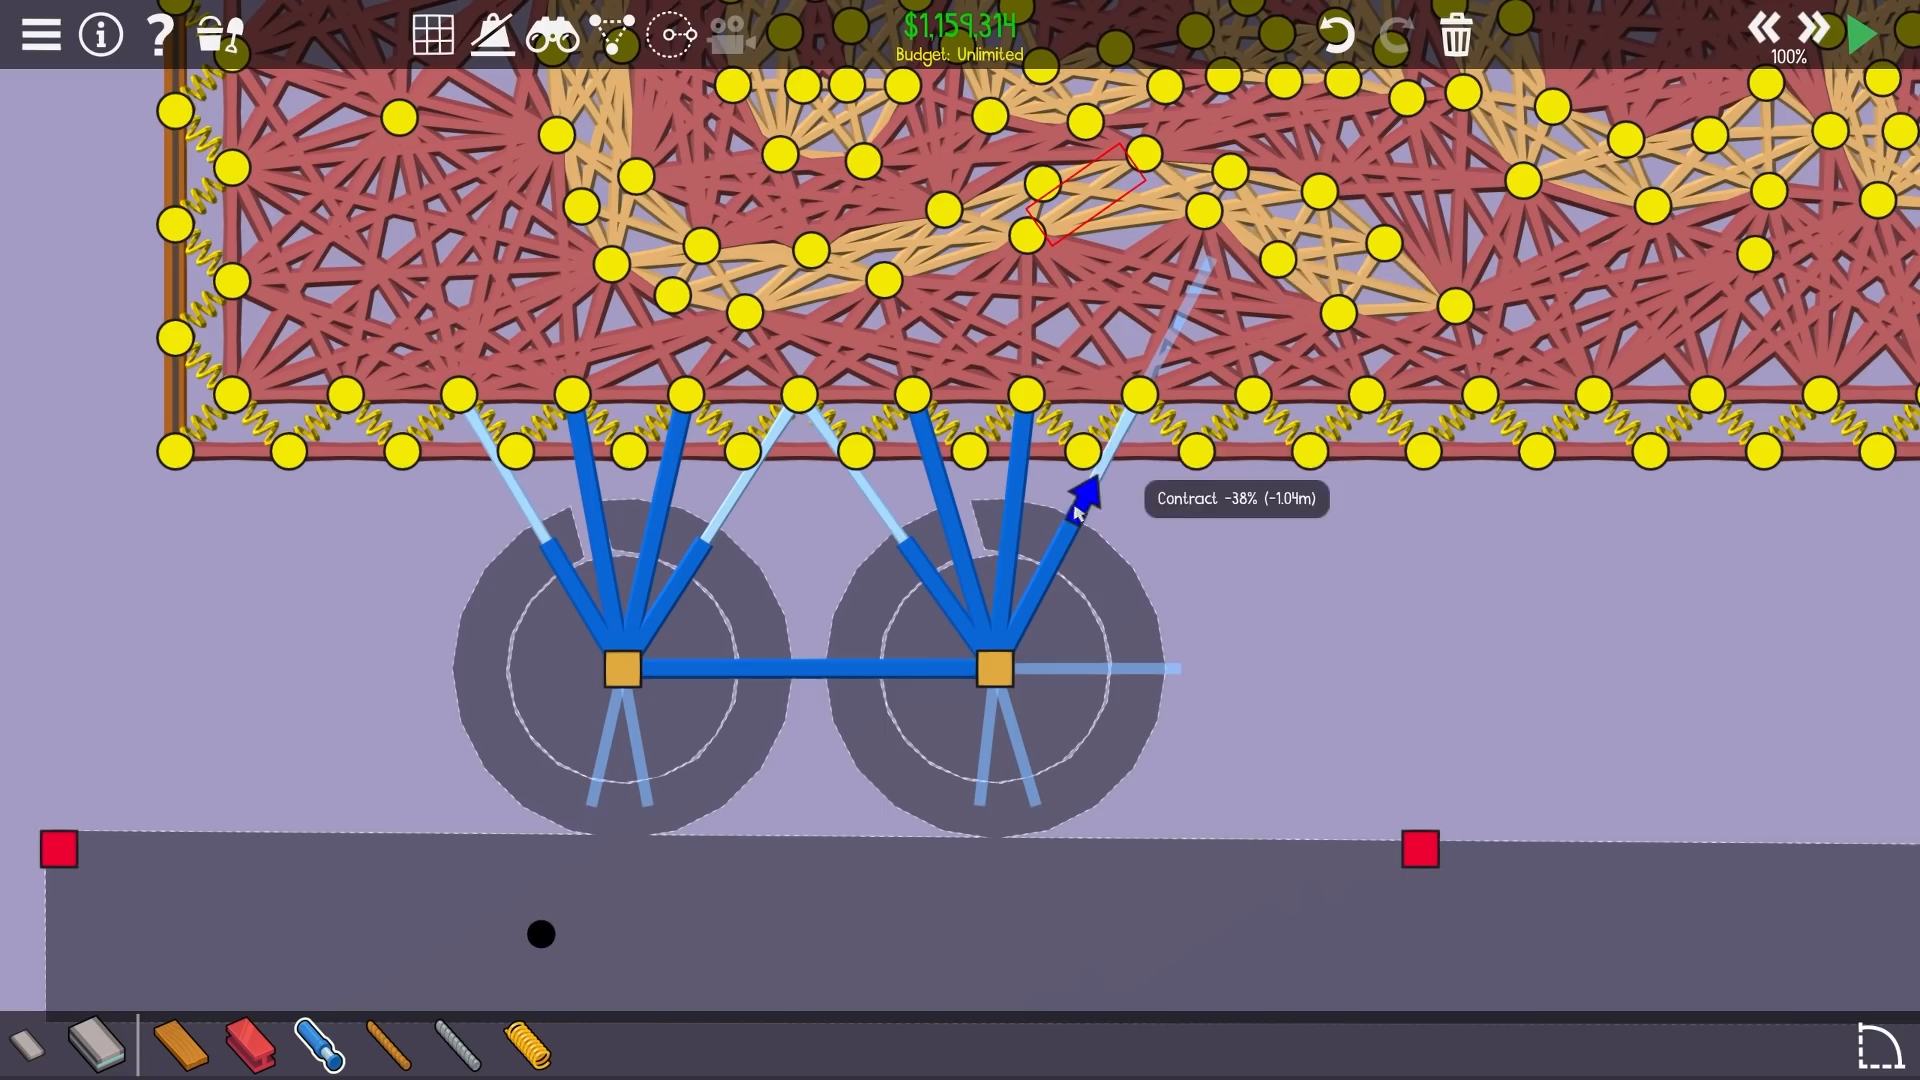 $1,159,314
Budget: Unlimited
100%
Contract -38% (-1.04m)